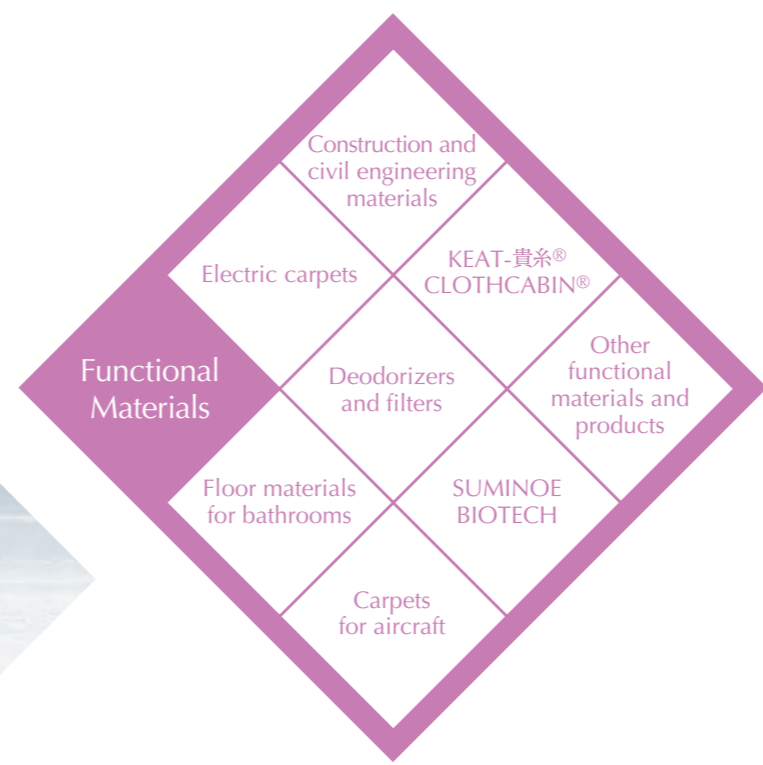 Construction and
civil engineering
materials
Electric carpets
KEAT-貴糸®
CLOTHCABIN®
Functional
Materials
Deodorizers
and filters
Other
functional
materials and
products
Floor materials
for bathrooms
SUMINOE
BIOTECH
Carpets
for aircraft